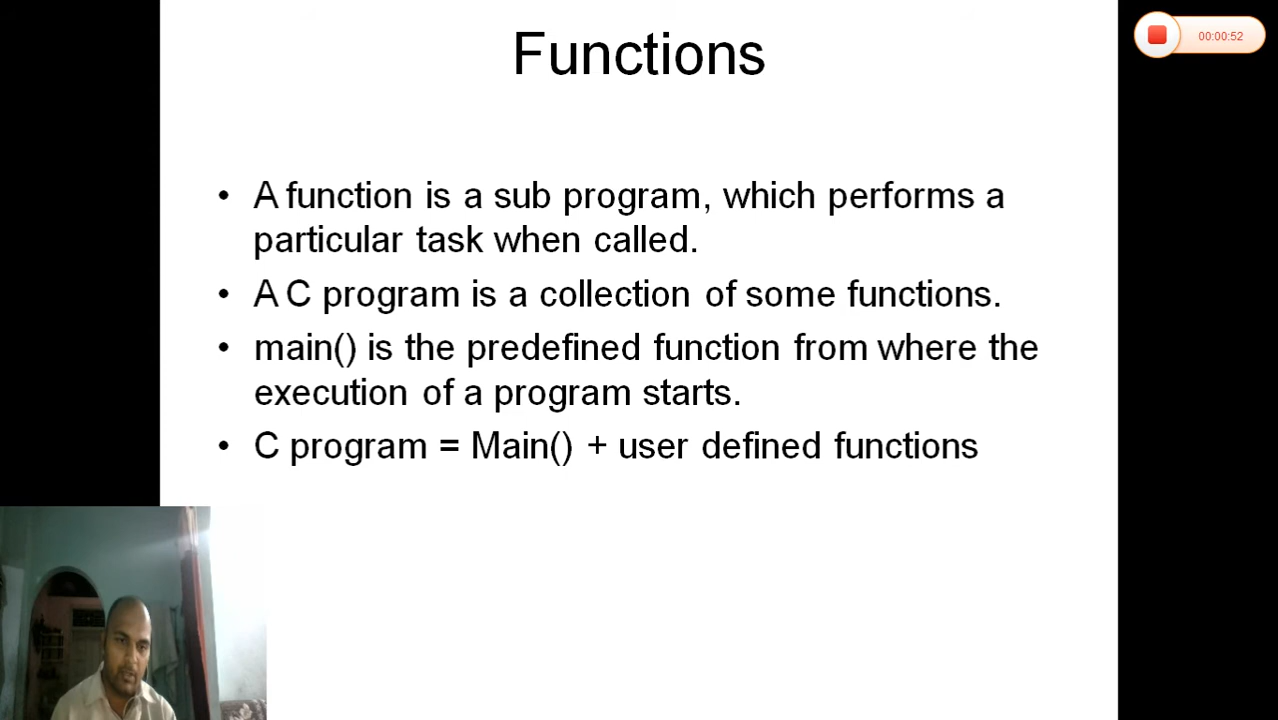 Functions
00:00:52
• A function is a sub program, which performs a
particular task when called.
• A C program is a collection of some functions.
• main() is the predefined function from where the
execution of a program starts.
• C program = Main() + user defined functions